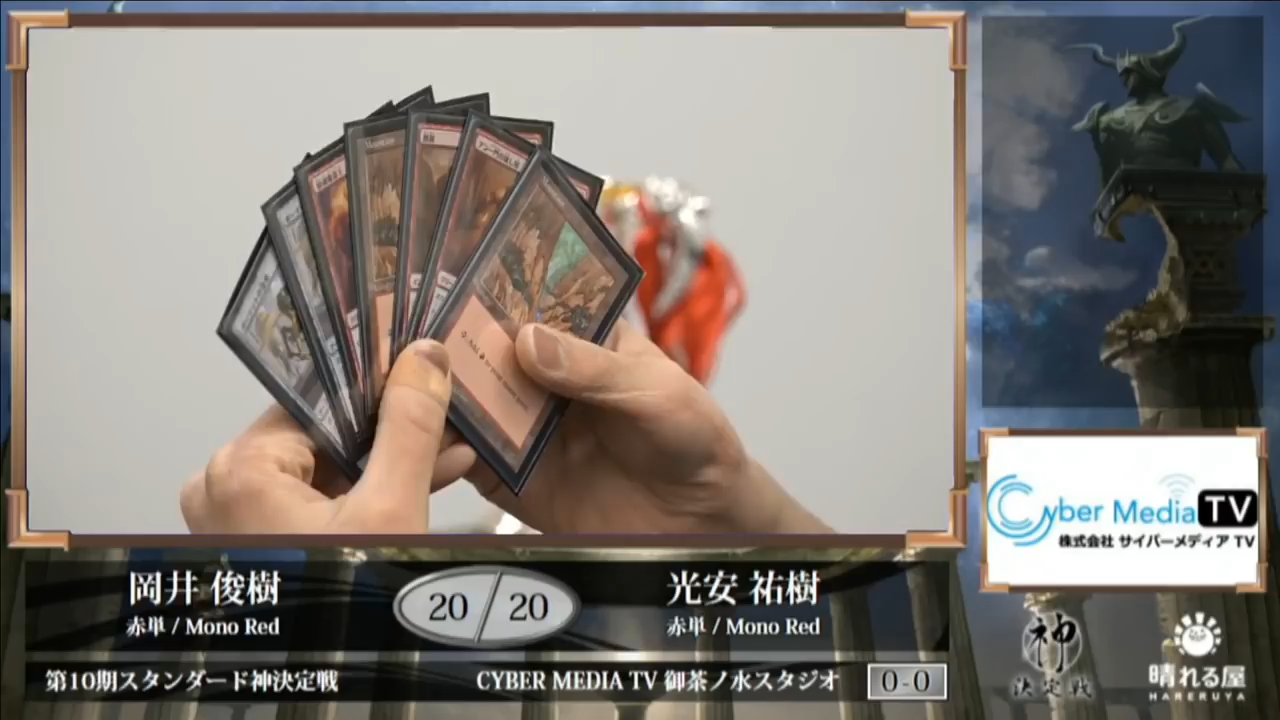 Mountain
Cyber Media TV
株式会社 サイバーメディア TV
岡井 俊樹
赤単 / Mono Red
20 / 20
光安 祐樹
赤単 / Mono Red
第10期スタンダード神決定戦
CYBER MEDIA TV 御茶ノ水スタジオ
0-0
神
決定戦
晴れる屋
HARERUYA